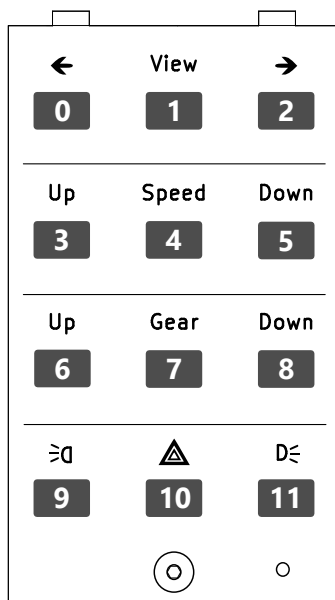 ← View →
0 1 2
Up Speed Down
3 4 5
Up Gear Down
6 7 8
9 10 11